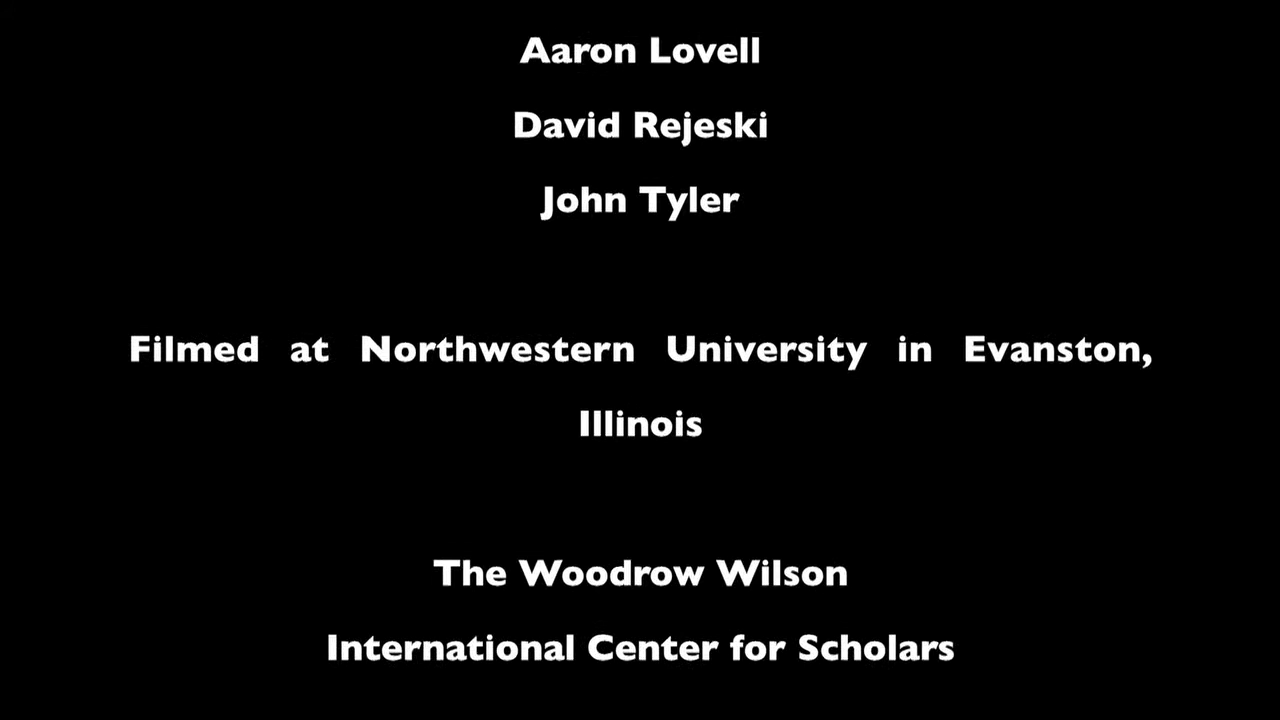 Aaron Lovell
David Rejeski
John Tyler
Filmed at Northwestern University in Evanston,
Illinois
The Woodrow Wilson
International Center for Scholars